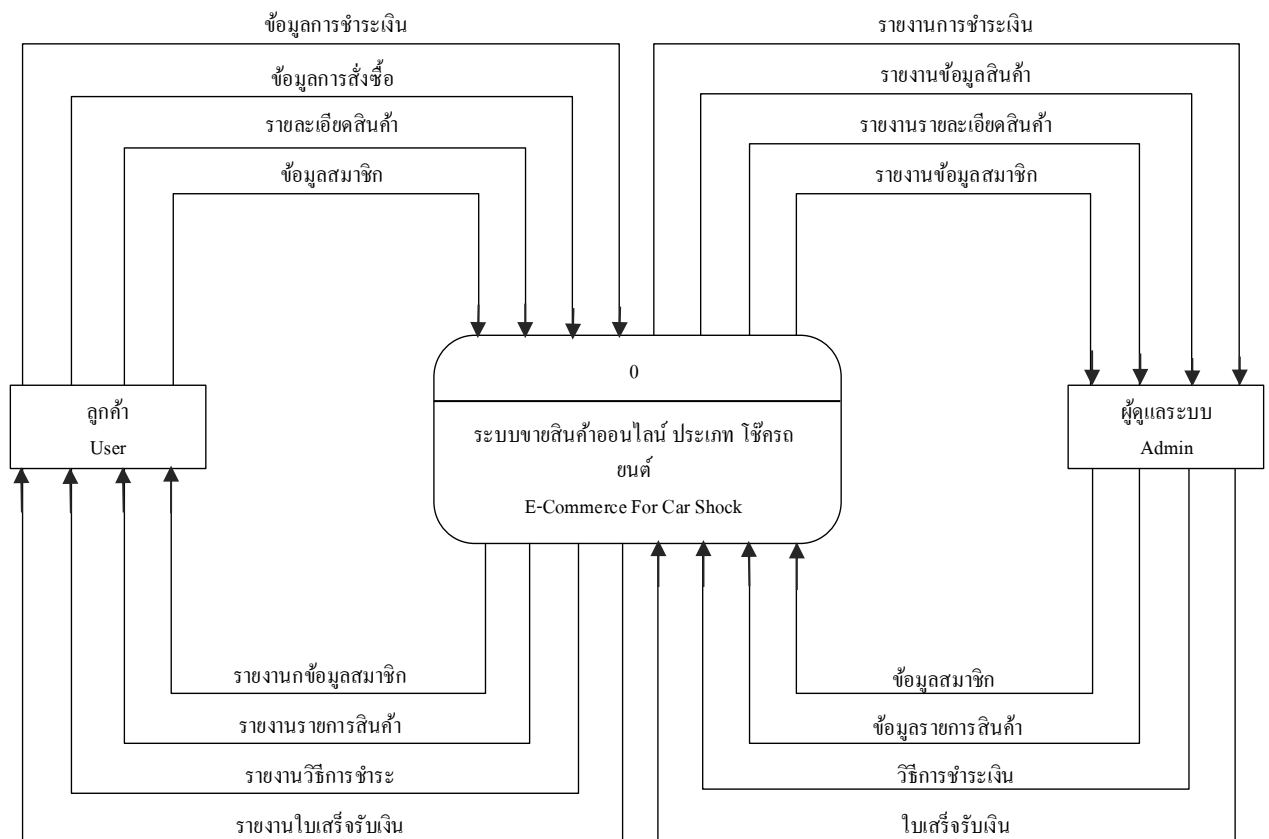 ข้อมูลการชำระเงิน
ข้อมูลการสั่งซื้อ
รายละเอียดสินค้า
ข้อมูลสมาชิก
รายงานการชำระเงิน
รายงานข้อมูลสินค้า
รายงานรายละเอียดสินค้า
รายงานข้อมูลสมาชิก
ลูกค้า
User
0
ระบบขายสินค้าออนไลน์ ประเภท โช๊ครถ
ยนต์
E-Commerce For Car Shock
ผู้ดูแลระบบ
Admin
รายงานกข้อมูลสมาชิก
รายงานรายการสินค้า
รายงานวิธีการชำระ
รายงานใบเสร็จรับเงิน
ข้อมูลสมาชิก
ข้อมูลรายการสินค้า
วิธีการชำระเงิน
ใบเสร็จรับเงิน